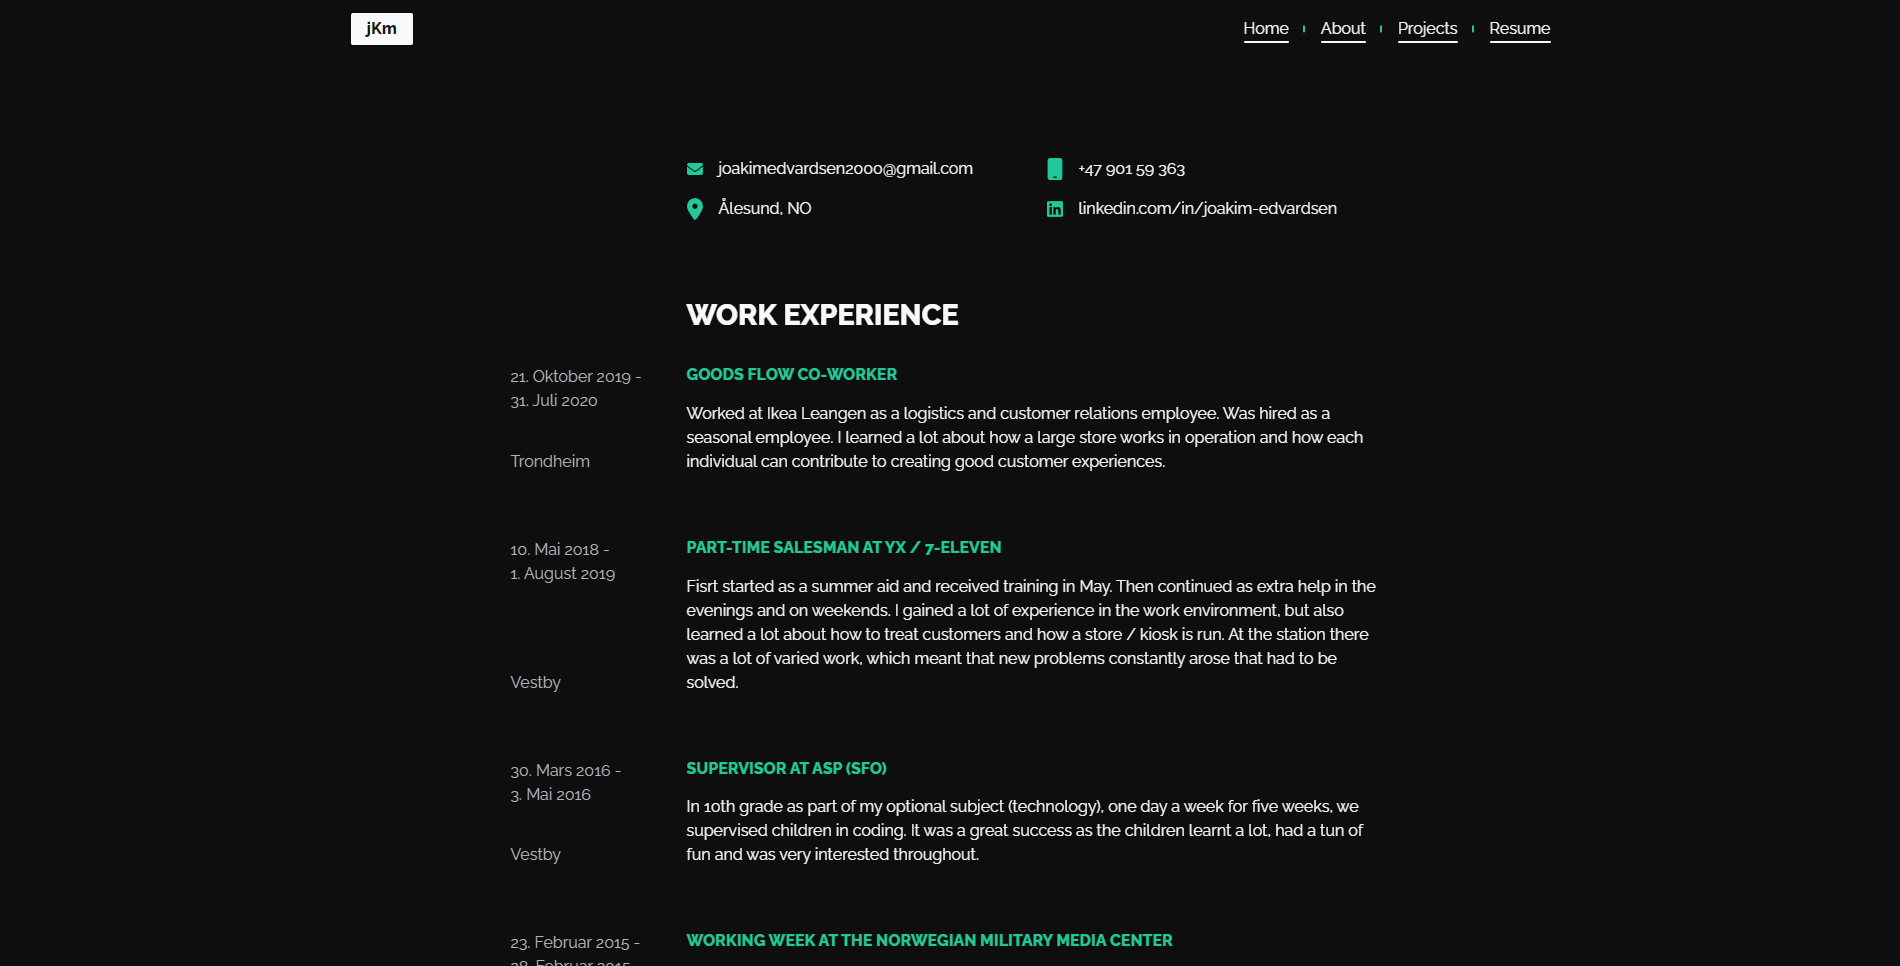 jKm
Home
About
Projects
Resume
joakimedvardsen2000@gmail.com
+47 901 59 363
Ålesund, NO
linkedin.com/in/joakim-edvardsen
WORK EXPERIENCE
21. Oktober 2019 -
31. Juli 2020
Trondheim
GOODS FLOW CO-WORKER
Worked at Ikea Leangen as a logistics and customer relations employee. Was hired as a
seasonal employee. I learned a lot about how a large store works in operation and how each
individual can contribute to creating good customer experiences.
10. Mai 2018 -
1. August 2019
Vestby
PART-TIME SALESMAN AT YX / 7-ELEVEN
Fisrt started as a summer aid and received training in May. Then continued as extra help in the
evenings and on weekends. I gained a lot of experience in the work environment, but also
learned a lot about how to treat customers and how a store / kiosk is run. At the station there
was a lot of varied work, which meant that new problems constantly arose that had to be
solved.
30. Mars 2016 -
3. Mai 2016
Vestby
SUPERVISOR AT ASP (SFO)
In 10th grade as part of my optional subject (technology), one day a week for five weeks, we
supervised children in coding. It was a great success as the children learnt a lot, had a tun of
fun and was very interested throughout.
23. Februar 2015 -
28. Februar 2015
WORKING WEEK AT THE NORWEGIAN MILITARY MEDIA CENTER